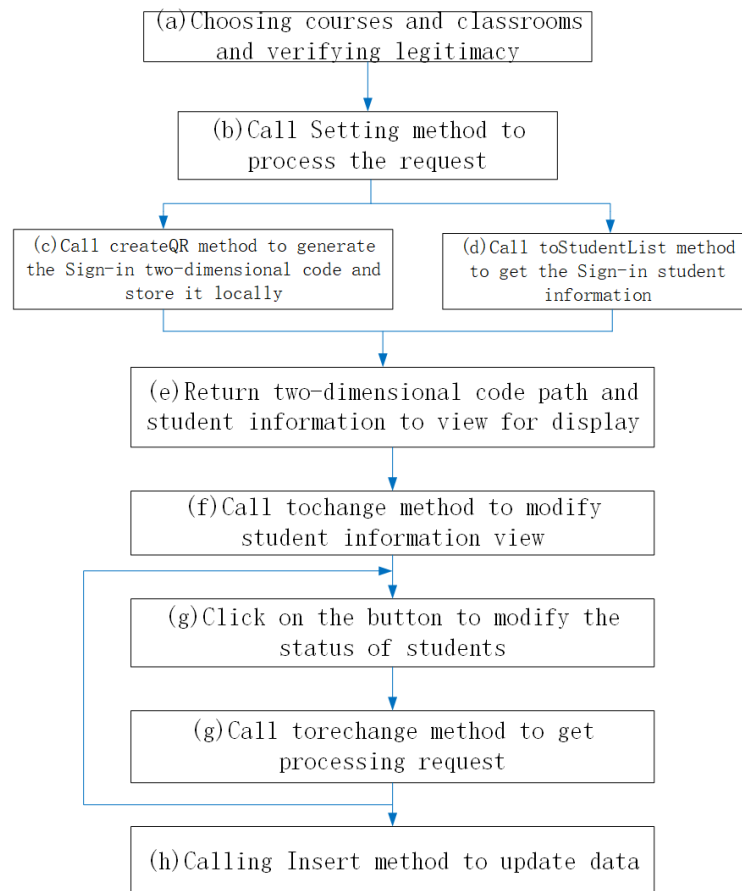 (a)Choosing courses and classrooms
and verifying legitimacy
(b)Call Setting method to
process the request
(c)Call createQR method to generate
the Sign-in two-dimensional code and
store it locally
(d)Call toStudentList method
to get the Sign-in student
information
(e)Return two-dimensional code path and
student information to view for display
(f)Call tochange method to modify
student information view
(g)Click on the button to modify the
status of students
(g)Call torechange method to get
processing request
(h)Calling Insert method to update data